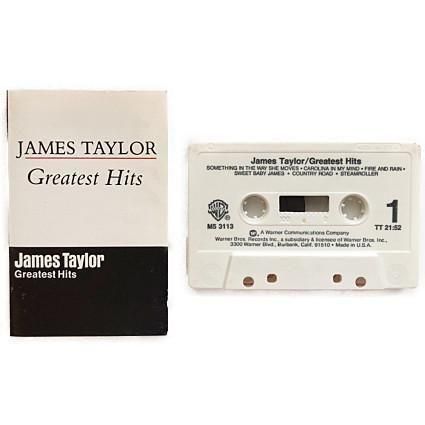 JAMES TAYLOR
Greatest Hits
James Taylor
Greatest Hits
James Taylor/Greatest Hits
SOMETHING IN THE WAY SHE MOVES • CAROLINA IN MY MIND • FIRE AND RAIN •
SWEET BABY JAMES • COUNTRY ROAD • STEAMROLLER
WB
M5 3113
1
TT 21:52
A Warner Communications Company
Warner Bros. Records Inc., a subsidiary & licensee of Warner Bros. Inc.,
3300 Warner Blvd., Burbank, Calif. 91510 • Made in U.S.A.